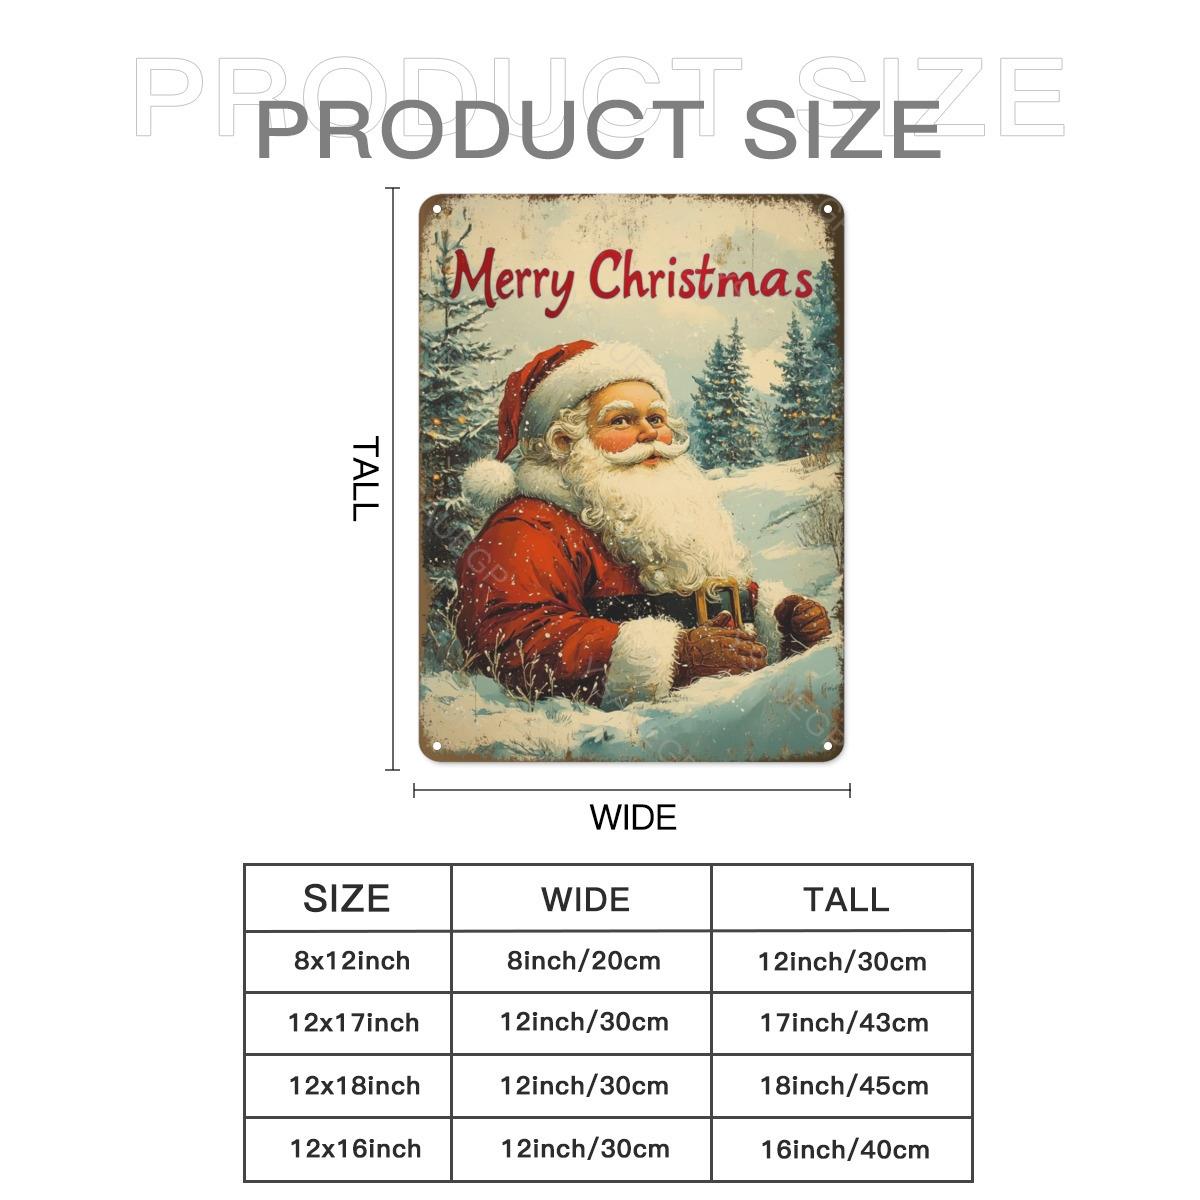 PRODUCT SIZE
PRODUCT SIZE
Merry Christmas
TALL
WIDE
SIZE WIDE TALL
8x12inch 8inch/20cm 12inch/30cm
12x17inch 12inch/30cm 17inch/43cm
12x18inch 12inch/30cm 18inch/45cm
12x16inch 12inch/30cm 16inch/40cm